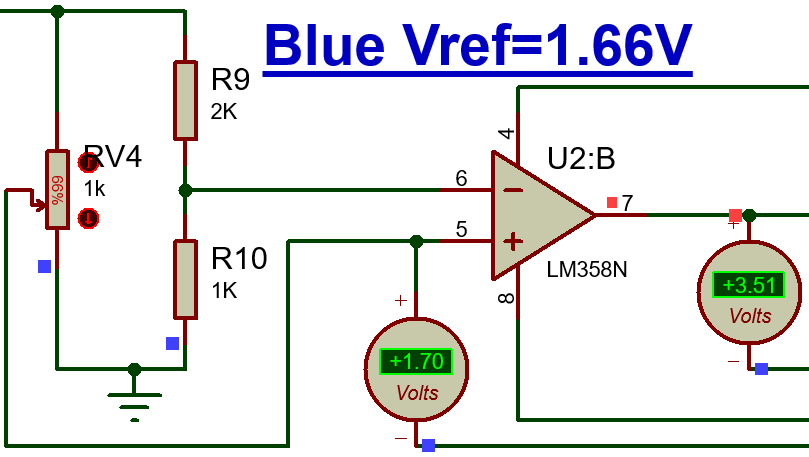 Blue Vref=1.66V
R9
2K
RV4
1k
66%
4
U2:B
6
7
5
+
+3.51
Volts
R10
1K
LM358N
8
+
+1.70
Volts